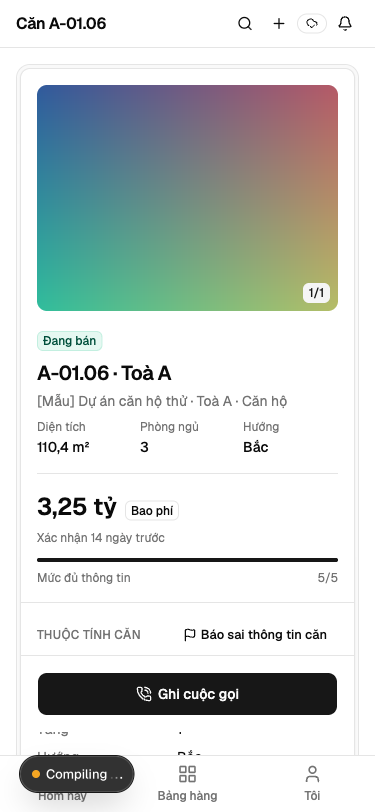 Căn A-01.06
1/1
Đang bán
A-01.06 · Toà A
[Mẫu] Dự án căn hộ thử · Toà A · Căn hộ
Diện tích Phòng ngủ Hướng
110,4 m² 3 Bắc
3,25 tỷ Bao phí
Xác nhận 14 ngày trước
Mức đủ thông tin 5/5
THUỘC TÍNH CĂN Báo sai thông tin căn
Ghi cuộc gọi
Compiling ...
Hôm nay Bảng hàng Tôi